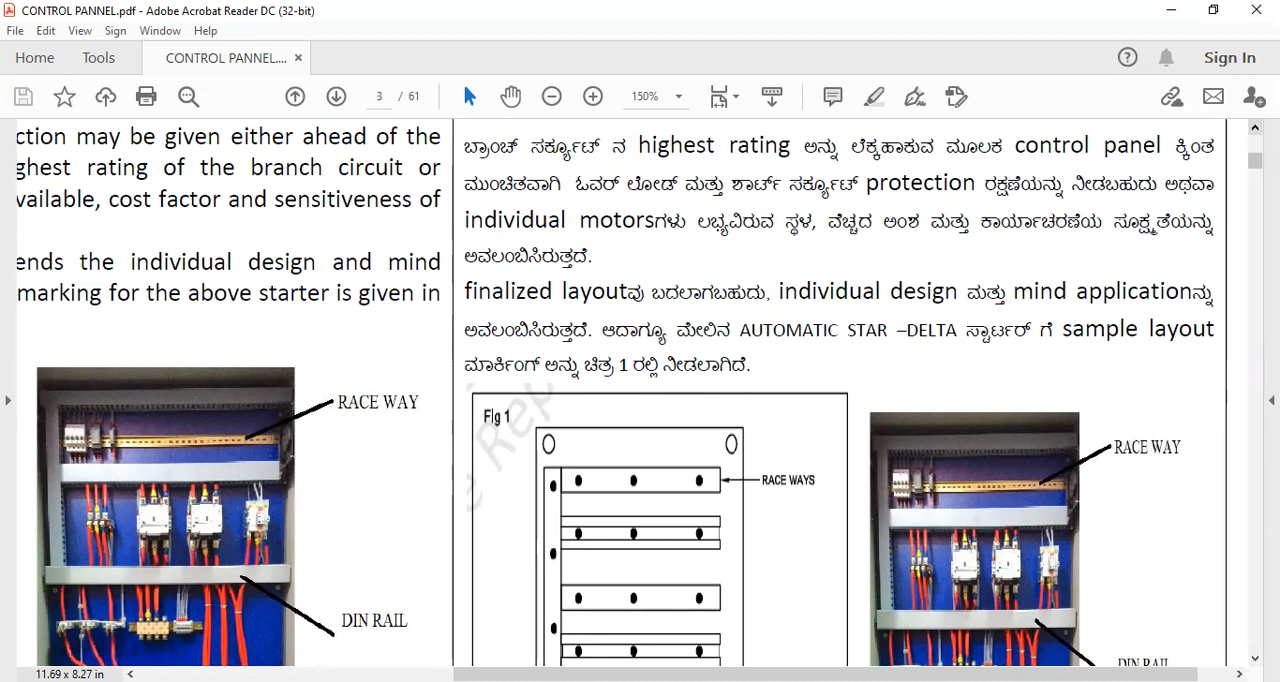 CONTROL PANNEL.pdf - Adobe Acrobat Reader DC (32-bit)
File Edit View Sign Window Help
Home Tools CONTROL PANNEL.... × Sign In
3 / 61 150%
ction may be given either ahead of the
ghest rating of the branch circuit or
vailable, cost factor and sensitiveness of
ends the individual design and mind
marking for the above starter is given in
RACE WAY
DIN RAIL
ಬ್ರಾಂಚ್ ಸರ್ಕ್ಯೂಟ್ ನ highest rating ಅನ್ನು ಲೆಕ್ಕಹಾಕುವ ಮೂಲಕ control panel ಕ್ಕಿಂತ
ಮುಂಚಿತವಾಗಿ ಓವರ್ ಲೋಡ್ ಮತ್ತು ಶಾರ್ಟ್ ಸರ್ಕ್ಯೂಟ್ protection ರಕ್ಷಣೆಯನ್ನು ನೀಡಬಹುದು ಅಥವಾ
individual motorsಗಳು ಲಭ್ಯವಿರುವ ಸ್ಥಳ, ವೆಚ್ಚದ ಅಂಶ ಮತ್ತು ಕಾರ್ಯಾಚರಣೆಯ ಸೂಕ್ಷ್ಮತೆಯನ್ನು
ಅವಲಂಬಿಸಿರುತ್ತದೆ.
finalized layoutವು ಬದಲಾಗಬಹುದು, individual design ಮತ್ತು mind applicationನ್ನು
ಅವಲಂಬಿಸಿರುತ್ತದೆ. ಆದಾಗ್ಯೂ ಮೇಲಿನ AUTOMATIC STAR –DELTA ಸ್ಟಾರ್ಟರ್ ಗೆ sample layout
ಮಾರ್ಕಿಂಗ್ ಅನ್ನು ಚಿತ್ರ 1 ರಲ್ಲಿ ನೀಡಲಾಗಿದೆ.
Fig 1
RACE WAYS
RACE WAY
DIN RAIL
11.69 x 8.27 in